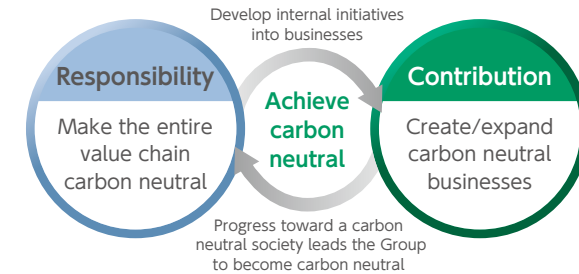 Develop internal initiatives
into businesses
Responsibility
Make the entire
value chain
carbon neutral
Achieve
carbon
neutral
Contribution
Create/expand
carbon neutral
businesses
Progress toward a carbon
neutral society leads the Group
to become carbon neutral